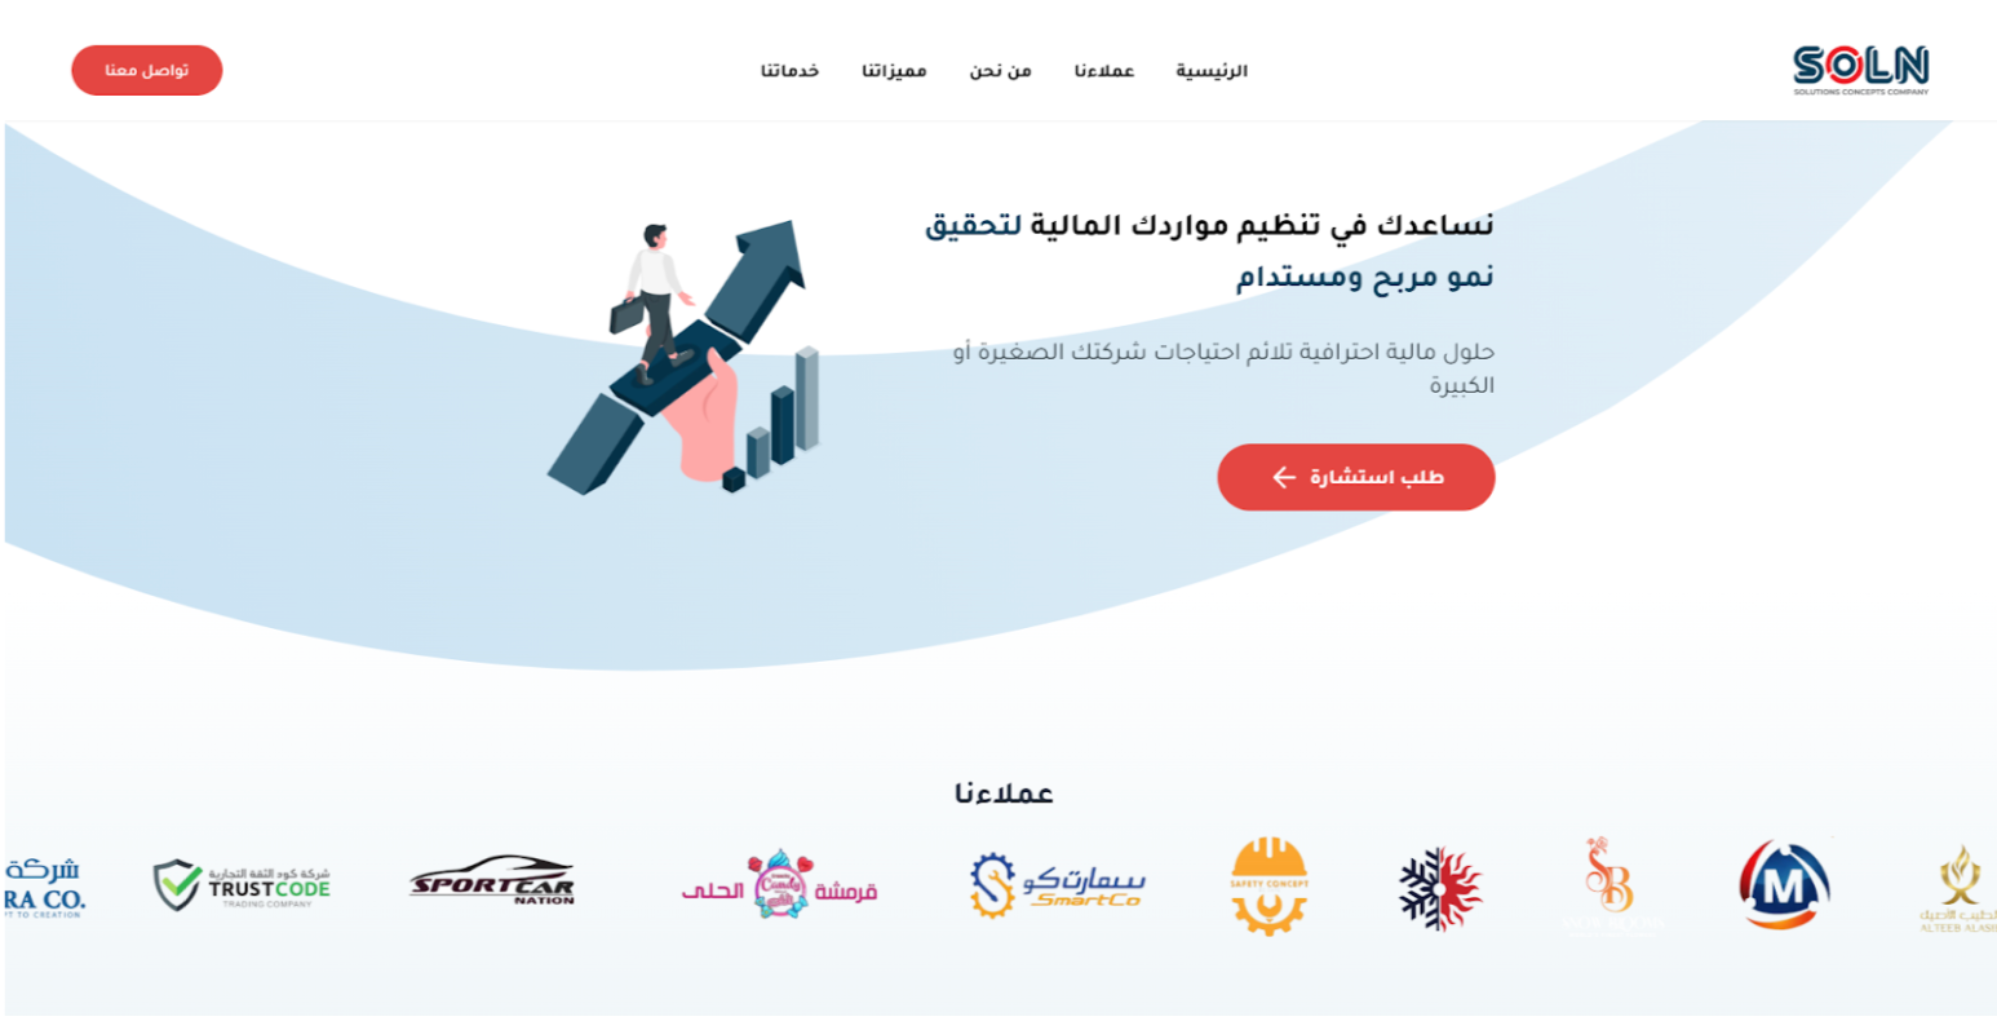 SOLN
SOLUTIONS CONCEPTS COMPANY
الرئيسية
عملاءنا
من نحن
مميزاتنا
خدماتنا
تواصل معنا
نساعدك في تنظيم مواردك المالية لتحقيق
نمو مربح ومستدام
حلول مالية احترافية تلائم احتياجات شركتك الصغيرة أو
الكبيرة
طلب استشارة
عملاءنا
ALTEEB ALASI
M
SB
SAFETY CONCEPT
سمارت كو
SmartCo
قرمشة
Candy
الحلى
SPORTCAR
NATION
شركة كود الثقة التجارية
TRUSTCODE
TRADING COMPANY
شركة
RA CO.
PT TO CREATION